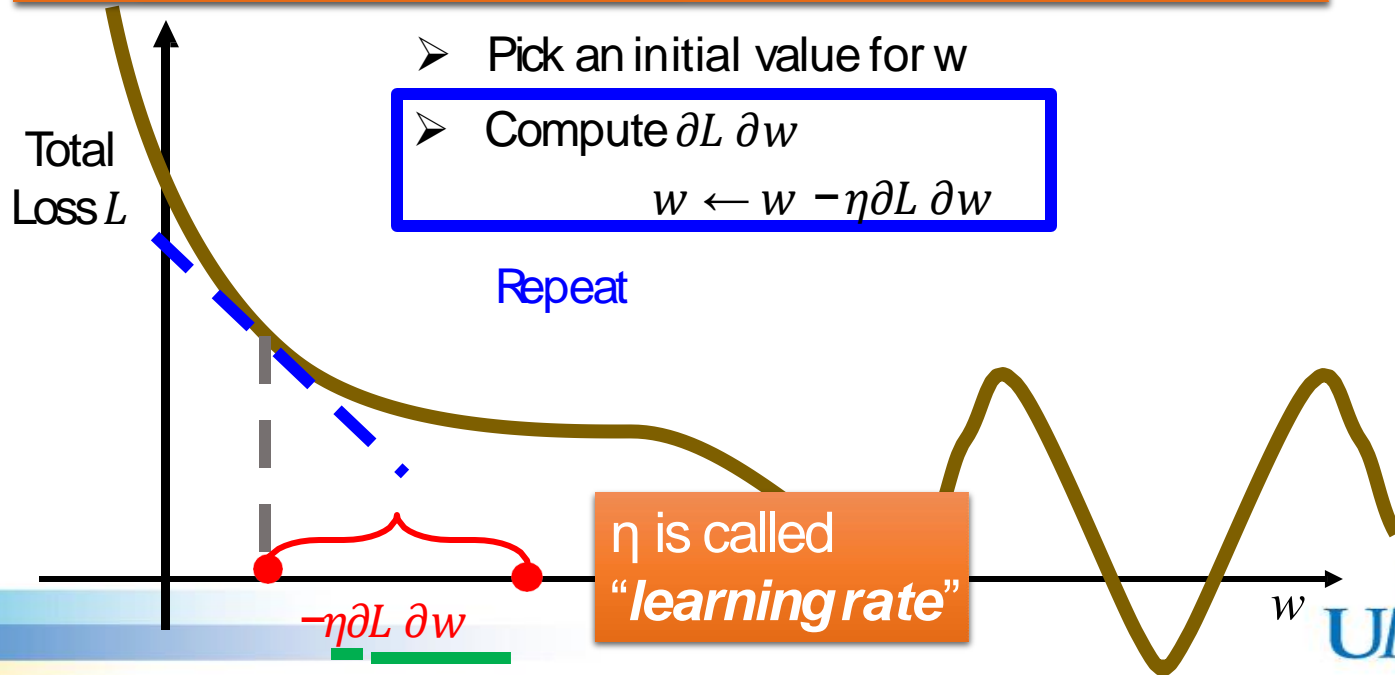 ➢ Pick an initial value for w
➢ Compute ∂L ∂w
w ← w −η∂L ∂w
Repeat
Total
Loss L
η is called
“learning rate”
−η∂L ∂w
w